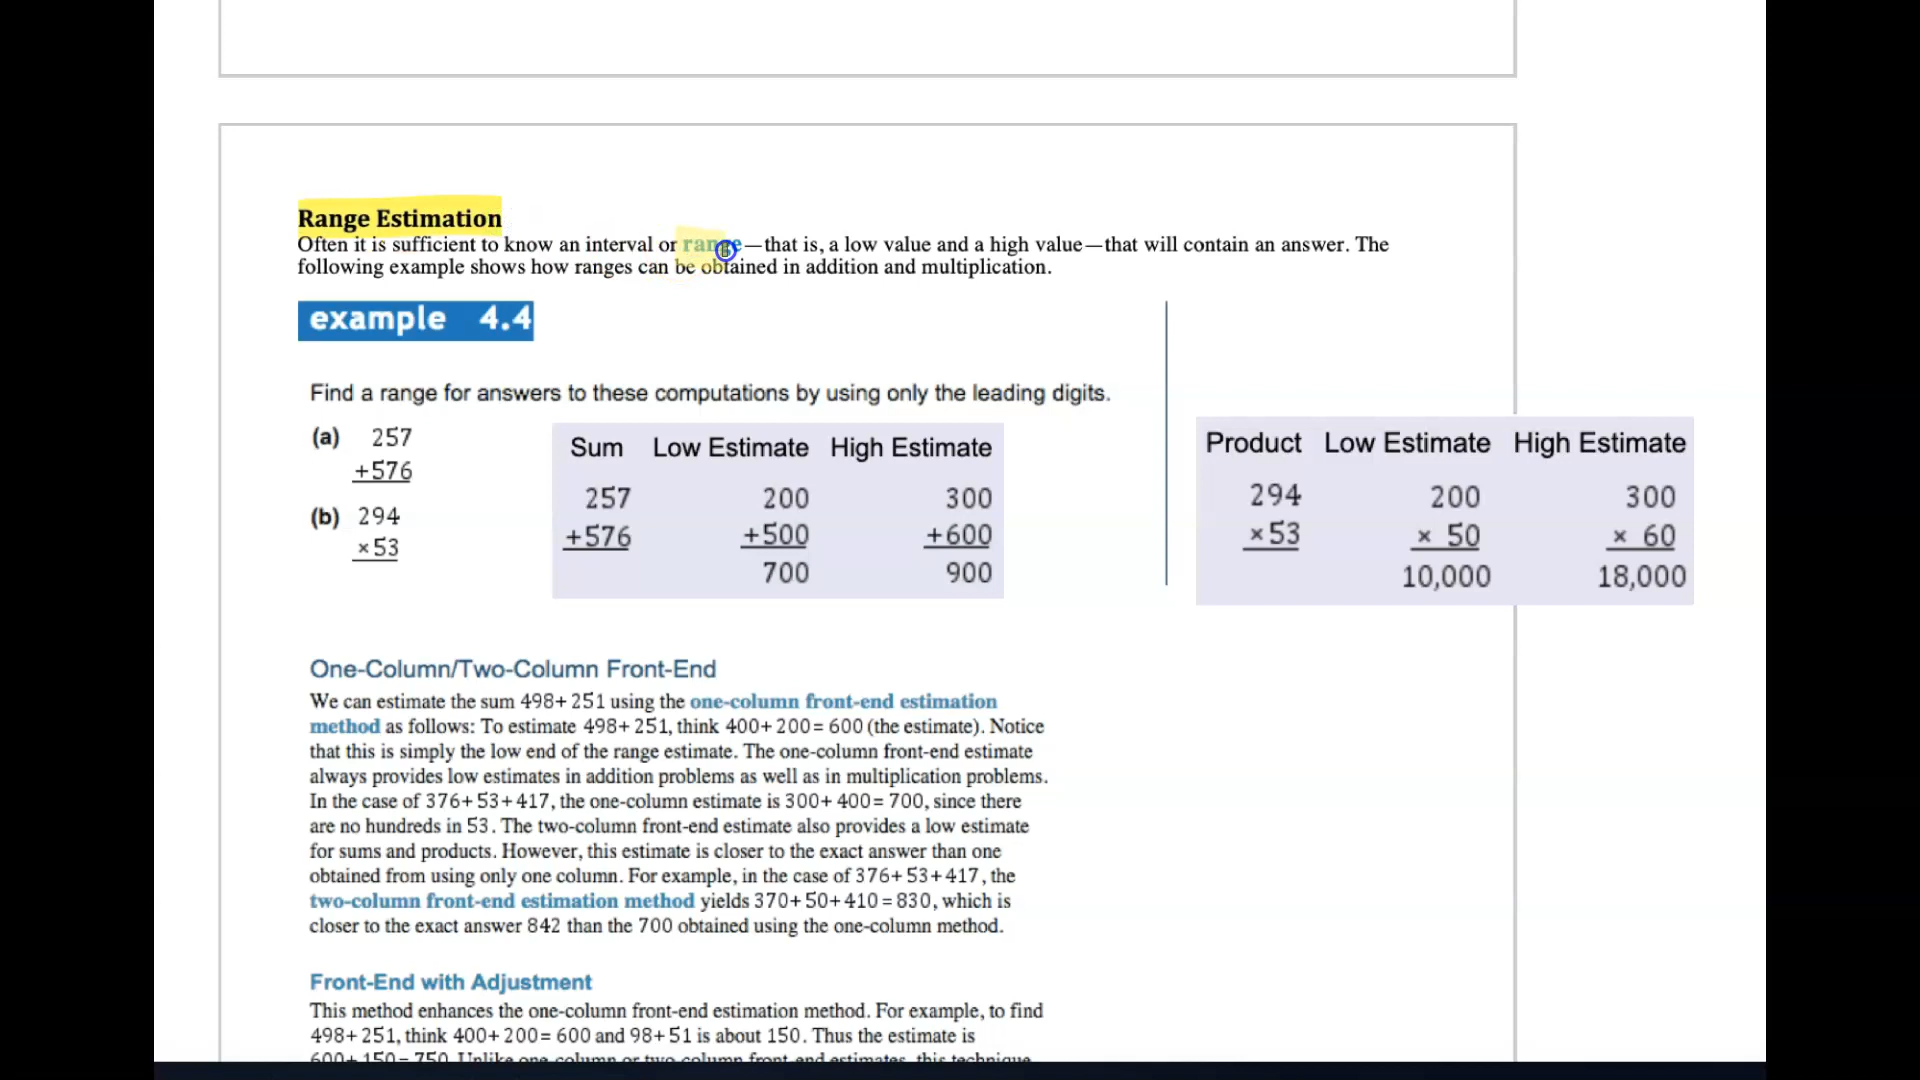 Range Estimation
Often it is sufficient to know an interval or range—that is, a low value and a high value—that will contain an answer. The
following example shows how ranges can be obtained in addition and multiplication.
example 4.4
Find a range for answers to these computations by using only the leading digits.
(a) 257
+576
(b) 294
×53
Sum Low Estimate High Estimate
257 200 300
+576 +500 +600
700 900
Product Low Estimate High Estimate
294 200 300
×53 × 50 × 60
10,000 18,000
One-Column/Two-Column Front-End
We can estimate the sum 498+ 251 using the one-column front-end estimation
method as follows: To estimate 498+ 251, think 400+ 200= 600 (the estimate). Notice
that this is simply the low end of the range estimate. The one-column front-end estimate
always provides low estimates in addition problems as well as in multiplication problems.
In the case of 376+ 53+417, the one-column estimate is 300+ 400= 700, since there
are no hundreds in 53. The two-column front-end estimate also provides a low estimate
for sums and products. However, this estimate is closer to the exact answer than one
obtained from using only one column. For example, in the case of 376+ 53+417, the
two-column front-end estimation method yields 370+ 50+ 410 = 830, which is
closer to the exact answer 842 than the 700 obtained using the one-column method.
Front-End with Adjustment
This method enhances the one-column front-end estimation method. For example, to find
498+ 251, think 400+ 200= 600 and 98+ 51 is about 150. Thus the estimate is
600+ 150= 750. Unlike one-column or two-column front-end estimates, this technique